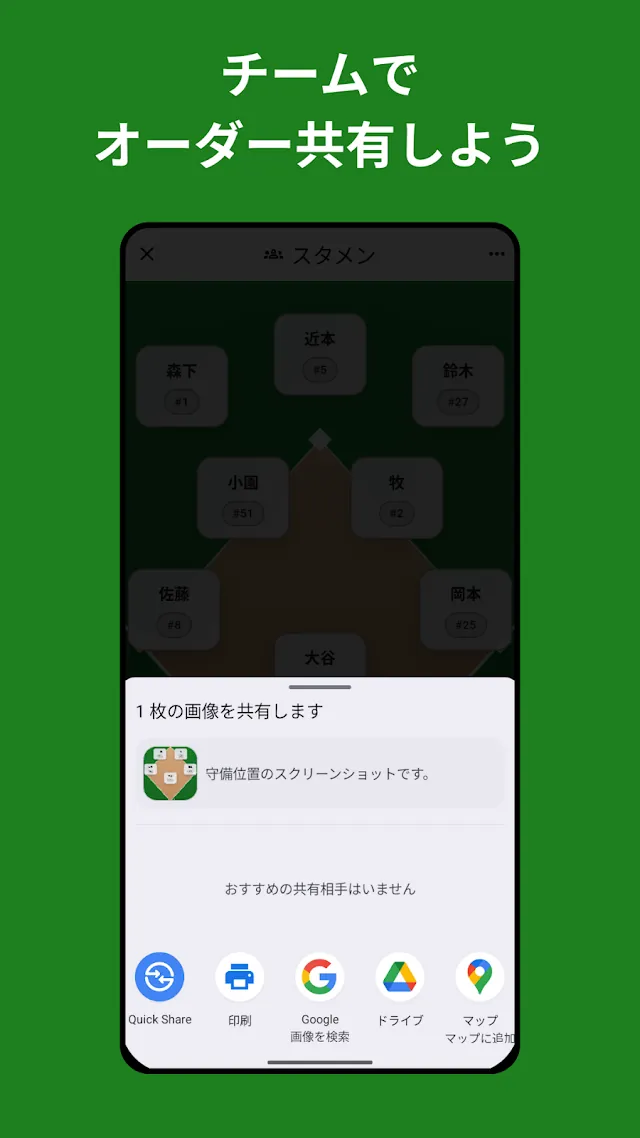 チームで
オーダー共有しよう
スタメン
近本
#5
森下
#1
鈴木
#27
小園
#51
牧
#2
佐藤
#8
岡本
#25
大谷
1 枚の画像を共有します
守備位置のスクリーンショットです。
おすすめの共有相手はいません
Quick Share
印刷
Google
画像を検索
ドライブ
マップ
マップに追加